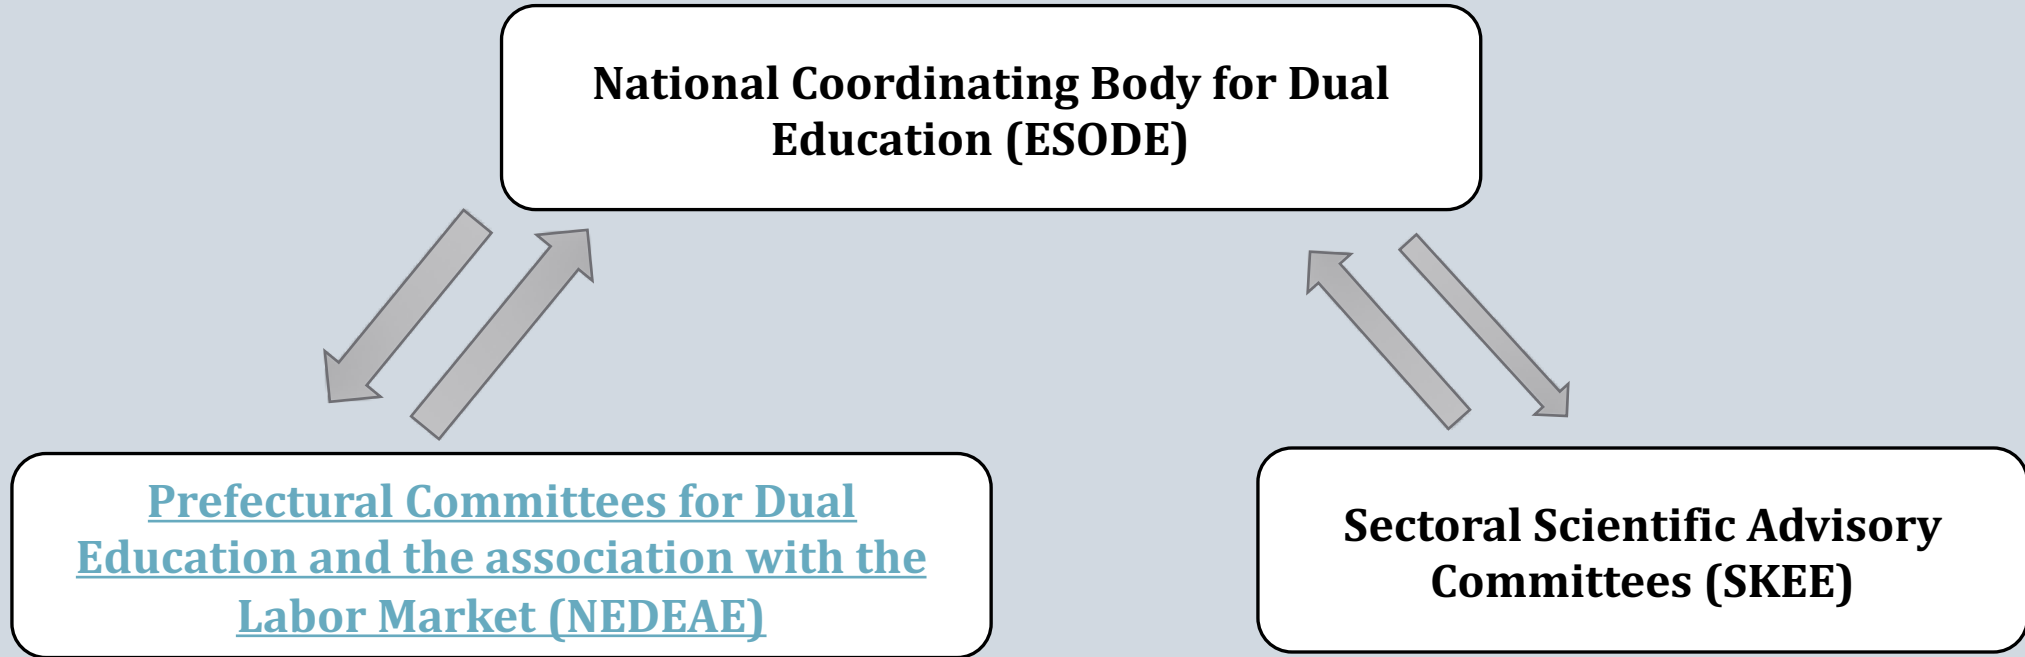 National Coordinating Body for Dual
Education (ESODE)
Prefectural Committees for Dual
Education and the association with the
Labor Market (NEDEAE)
Sectoral Scientific Advisory
Committees (SKEE)